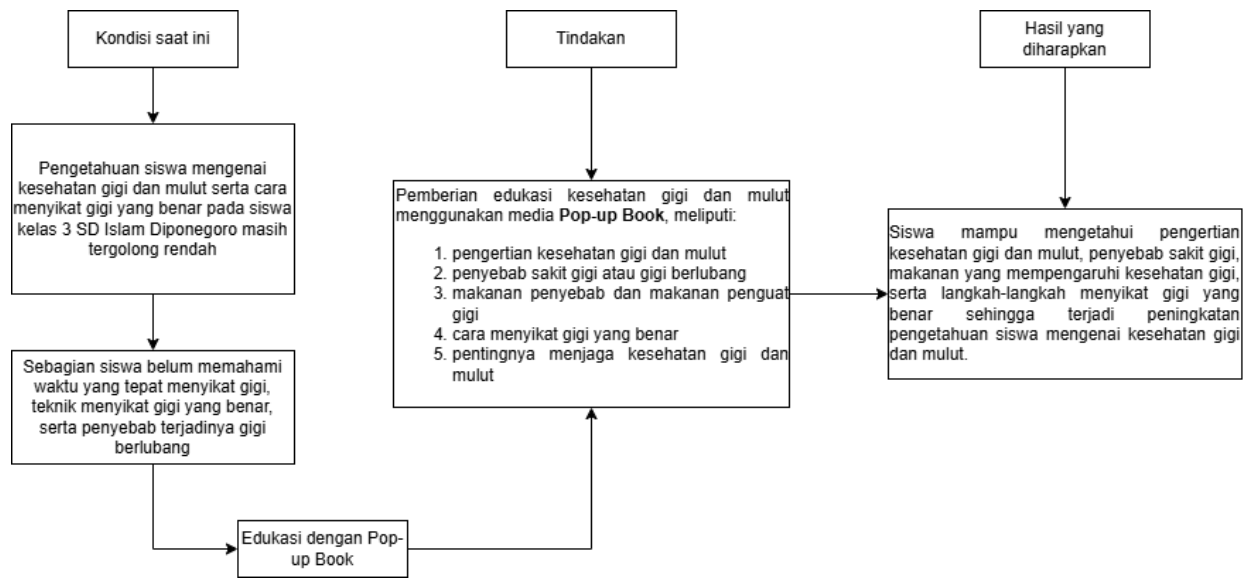 Kondisi saat ini
Pengetahuan siswa mengenai
kesehatan gigi dan mulut serta cara
menyikat gigi yang benar pada siswa
kelas 3 SD Islam Diponegoro masih
tergolong rendah
Sebagian siswa belum memahami
waktu yang tepat menyikat gigi,
teknik menyikat gigi yang benar,
serta penyebab terjadinya gigi
berlubang
Edukasi dengan Pop-
up Book
Tindakan
Pemberian edukasi kesehatan gigi dan mulut
menggunakan media Pop-up Book, meliputi:
1. pengertian kesehatan gigi dan mulut
2. penyebab sakit gigi atau gigi berlubang
3. makanan penyebab dan makanan penguat
gigi
4. cara menyikat gigi yang benar
5. pentingnya menjaga kesehatan gigi dan
mulut
Hasil yang
diharapkan
Siswa mampu mengetahui pengertian
kesehatan gigi dan mulut, penyebab sakit gigi,
makanan yang mempengaruhi kesehatan gigi,
serta langkah-langkah menyikat gigi yang
benar sehingga terjadi peningkatan
pengetahuan siswa mengenai kesehatan gigi
dan mulut.